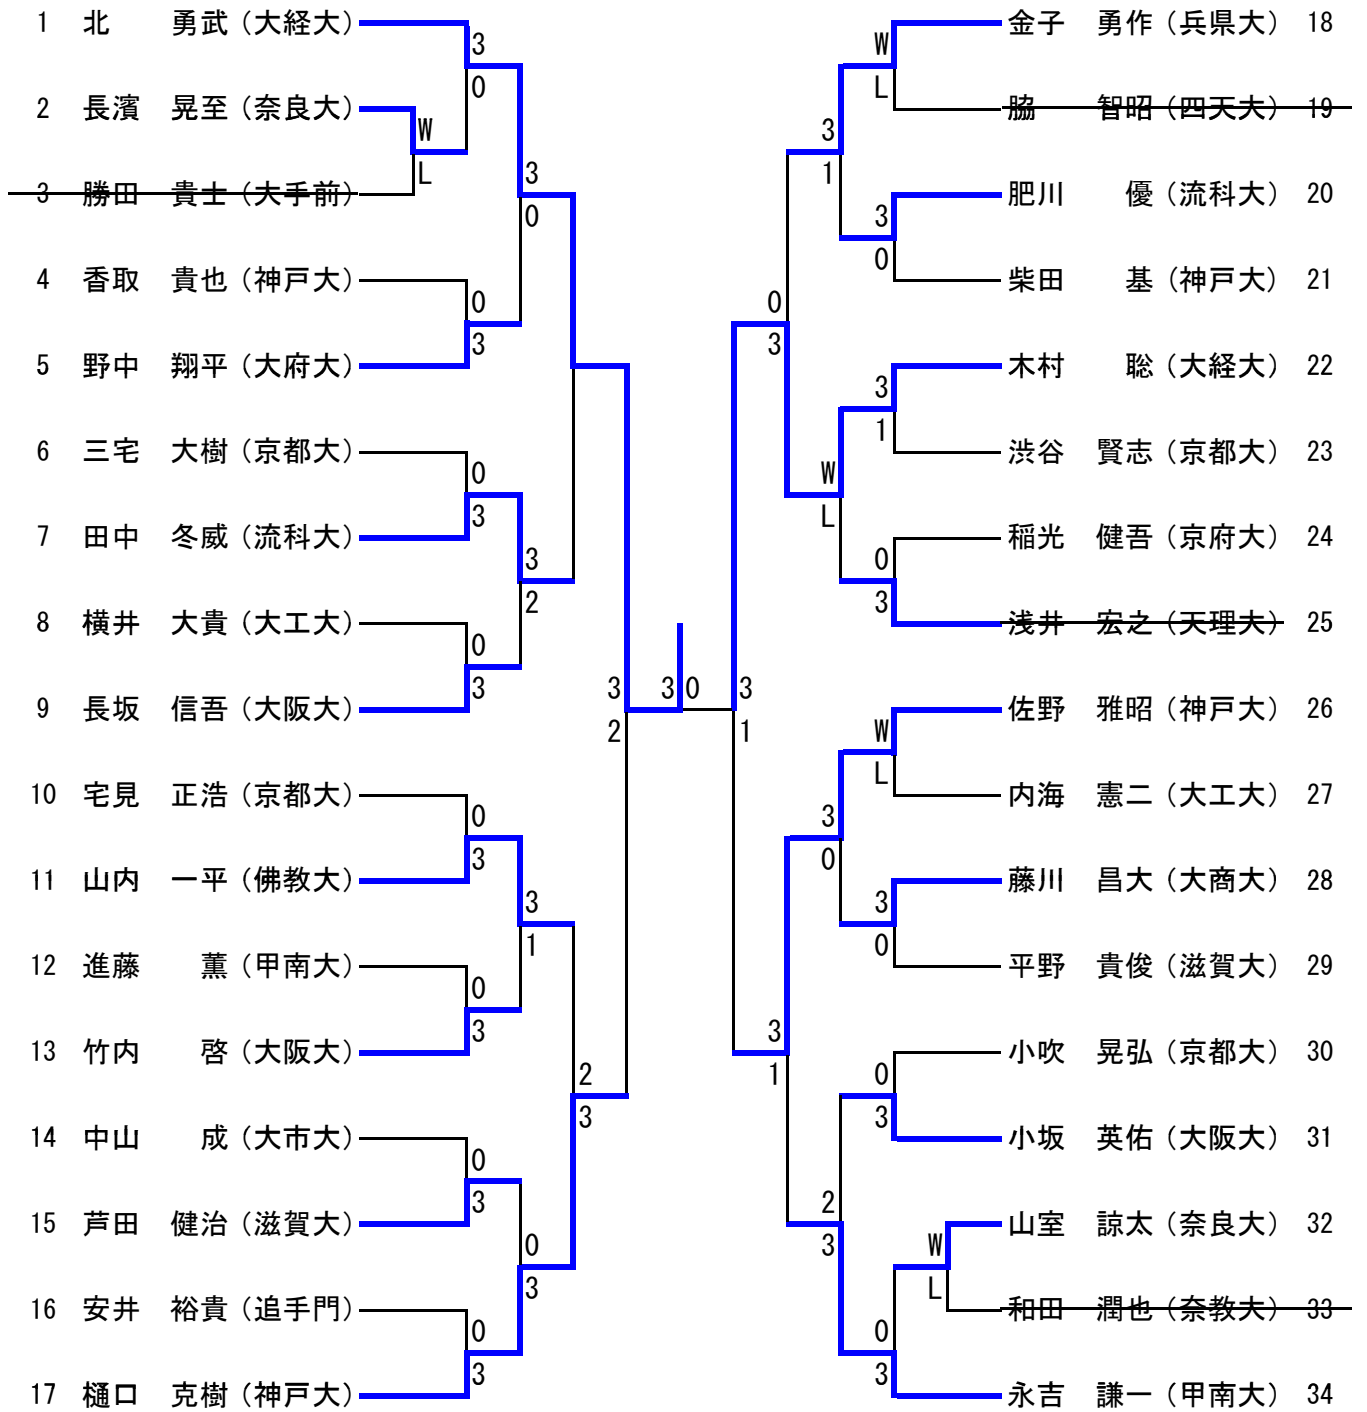 1 北 勇武（大経大）
2 長濱 晃至（奈良大）
3 勝田 貴士（大手前）
4 香取 貴也（神戸大）
5 野中 翔平（大府大）
6 三宅 大樹（京都大）
7 田中 冬威（流科大）
8 横井 大貴（大工大）
9 長坂 信吾（大阪大）
10 宅見 正浩（京都大）
11 山内 一平（佛教大）
12 進藤 薫（甲南大）
13 竹内 啓（大阪大）
14 中山 成（大市大）
15 芦田 健治（滋賀大）
16 安井 裕貴（追手門）
17 樋口 克樹（神戸大）
W
L
3
0
0
3
0
3
0
3
0
3
0
3
0
3
0
3
3
0
3
2
3
1
0
3
2
3
3
2
3 0
3
1
0
3
3
1
3
1
W
L
3
0
2
3
W
L
3
0
3
1
0
3
W
L
3
0
0
3
0
3
W
L
金子 勇作（兵県大） 18
脇 智昭（四天大） 19
肥川 優（流科大） 20
柴田 基（神戸大） 21
木村 聡（大経大） 22
渋谷 賢志（京都大） 23
稲光 健吾（京府大） 24
浅井 宏之（天理大） 25
佐野 雅昭（神戸大） 26
内海 憲二（大工大） 27
藤川 昌大（大商大） 28
平野 貴俊（滋賀大） 29
小吹 晃弘（京都大） 30
小坂 英佑（大阪大） 31
山室 諒太（奈良大） 32
和田 潤也（奈教大） 33
永吉 謙一（甲南大） 34